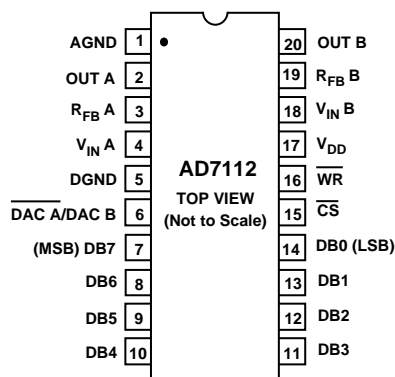 AGND 1 20 OUT B
OUT A 2 19 RFB B
RFB A 3 18 VIN B
VIN A 4 17 VDD
DGND 5 AD7112 16 WR
DAC A/DAC B 6 TOP VIEW (Not to Scale) 15 CS
(MSB) DB7 7 14 DB0 (LSB)
DB6 8 13 DB1
DB5 9 12 DB2
DB4 10 11 DB3